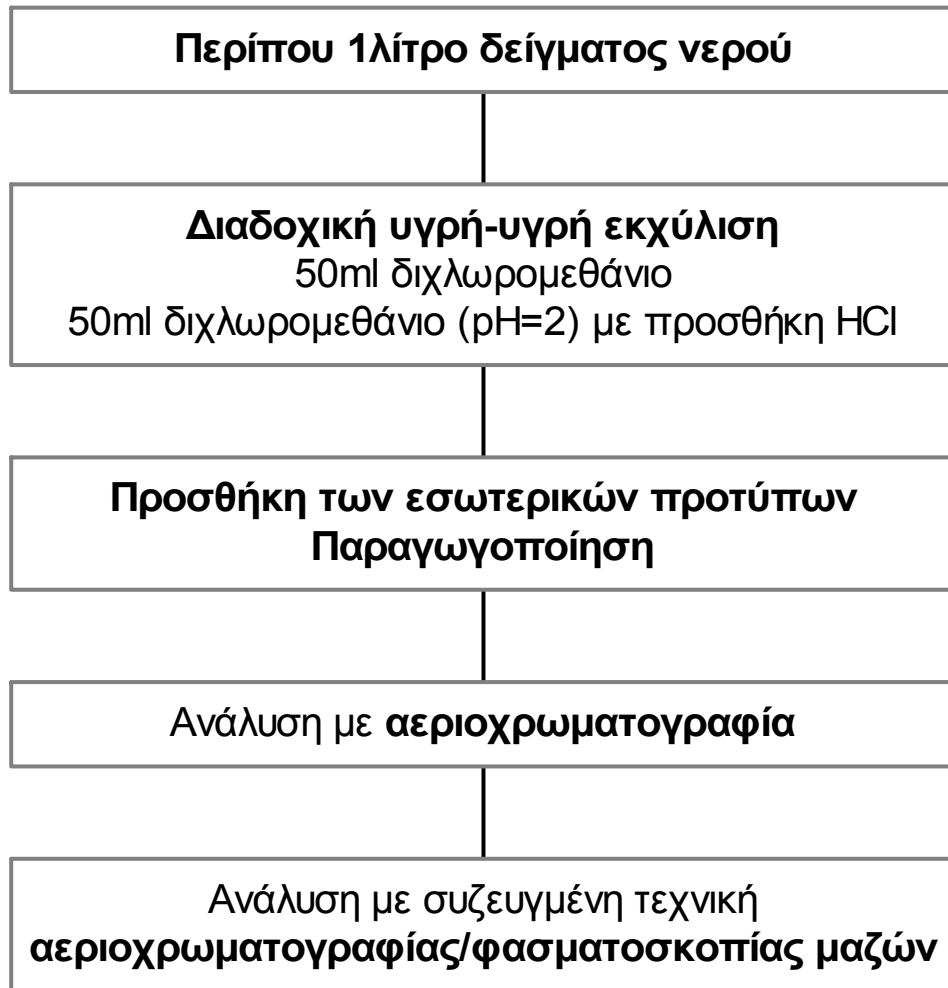 Περίπου 1λίτρο δείγματος νερού
Διαδοχική υγρή-υγρή εκχύλιση
50ml διχλωρομεθάνιο
50ml διχλωρομεθάνιο (pH=2) με προσθήκη HCl
Προσθήκη των εσωτερικών προτύπων
Παραγωγοποίηση
Ανάλυση με αεριοχρωματογραφία
Ανάλυση με συζευγμένη τεχνική
αεριοχρωματογραφίας/φασματοσκοπίας μαζών